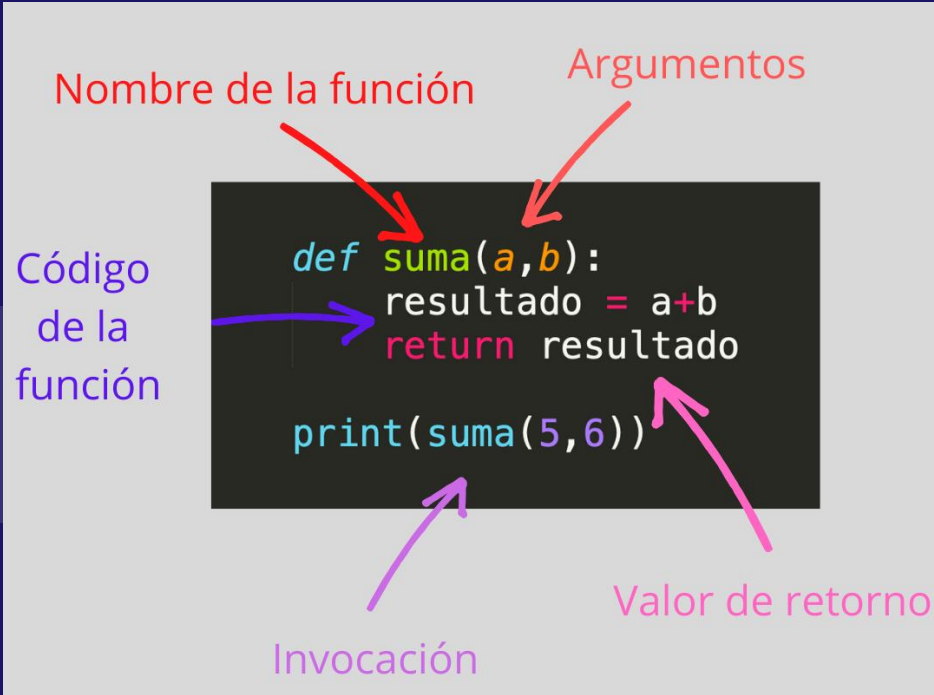 Nombre de la función
Argumentos
Código
de la
función
def suma(a,b):
resultado = a+b
return resultado
print(suma(5,6))
Valor de retorno
Invocación